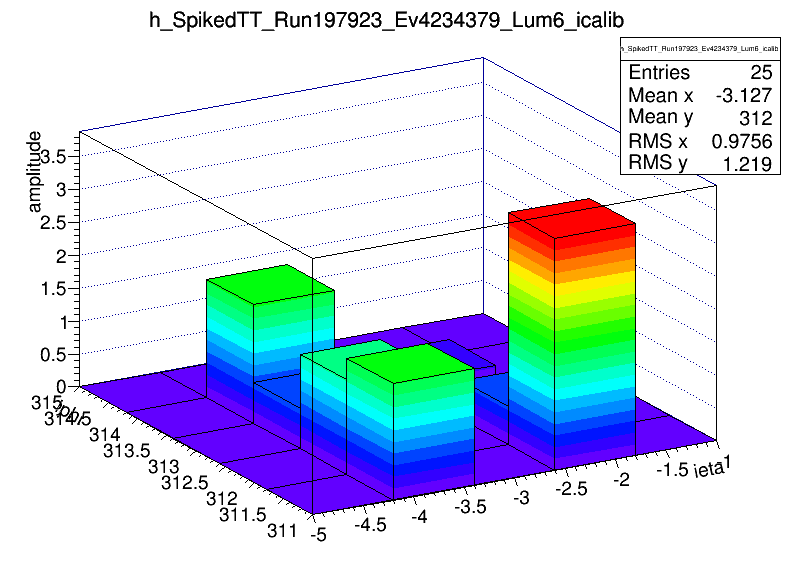 h_SpikedTT_Run197923_Ev4234379_Lum6_icalib
h_SpikedTT_Run197923_Ev4234379_Lum6_icalib
Entries 25
Mean x -3.127
Mean y 312
RMS x 0.9756
RMS y 1.219
amplitude
3.5
3
2.5
2
1.5
1
0.5
0
315
314.5
314
313.5
313
312.5
312
311.5
311
-5
-4.5
-4
-3.5
-3
-2.5
-2
-1.5
ieta